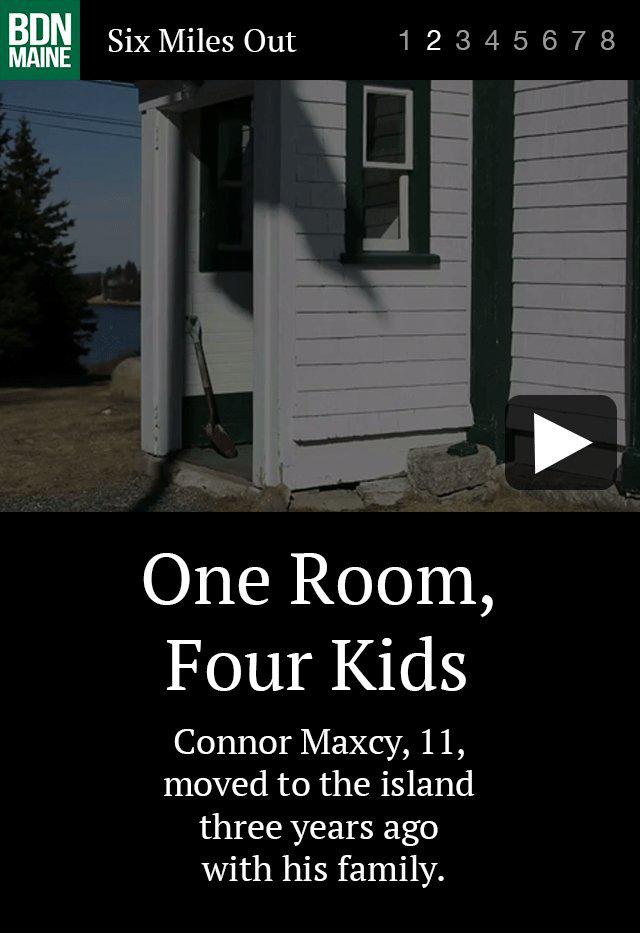 BDN
MAINE
Six Miles Out
1 2 3 4 5 6 7 8
One Room,
Four Kids
Connor Maxcy, 11,
moved to the island
three years ago
with his family.